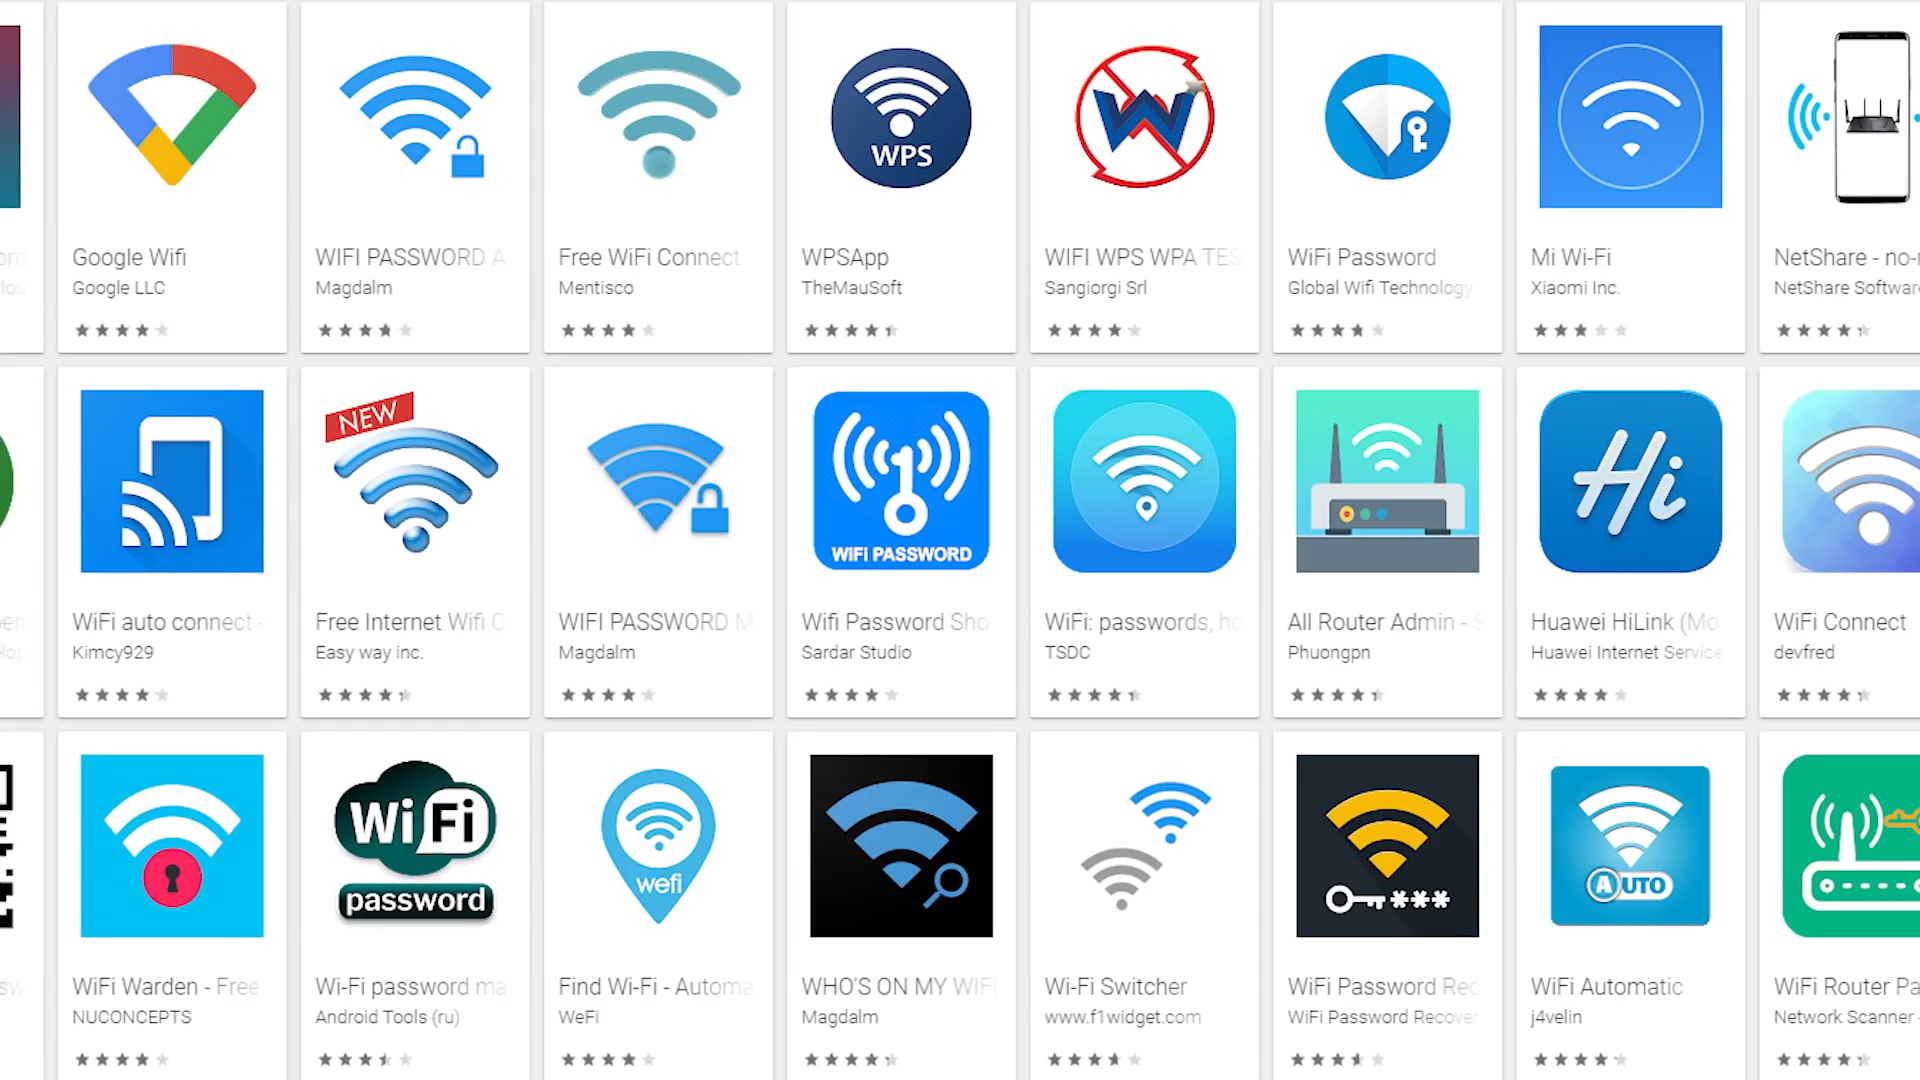 WPS
W
Google Wifi
WIFI PASSWORD A
Free WiFi Connect
WPSApp
WIFI WPS WPA TES
WiFi Password
Mi Wi-Fi
NetShare - no-
Google LLC
Magdalm
Mentisco
TheMauSoft
Sangiorgi Srl
Global Wifi Technology
Xiaomi Inc.
NetShare Software
NEW
WIFI PASSWORD
Hi
WiFi auto connect -
Free Internet Wifi C
WIFI PASSWORD M
Wifi Password Sho
WiFi: passwords, ho
All Router Admin - S
Huawei HiLink (Mo
WiFi Connect
Kimcy929
Easy way inc.
Magdalm
Sardar Studio
TSDC
Phuongpn
Huawei Internet Service
devfred
WiFi
password
wefi
***
AUTO
WiFi Warden - Free
Wi-Fi password ma
Find Wi-Fi - Automa
WHO'S ON MY WIFI
Wi-Fi Switcher
WiFi Password Rec
WiFi Automatic
WiFi Router Pa
NUCONCEPTS
Android Tools (ru)
WeFi
Magdalm
www.f1widget.com
WiFi Password Recover
j4velin
Network Scanner -